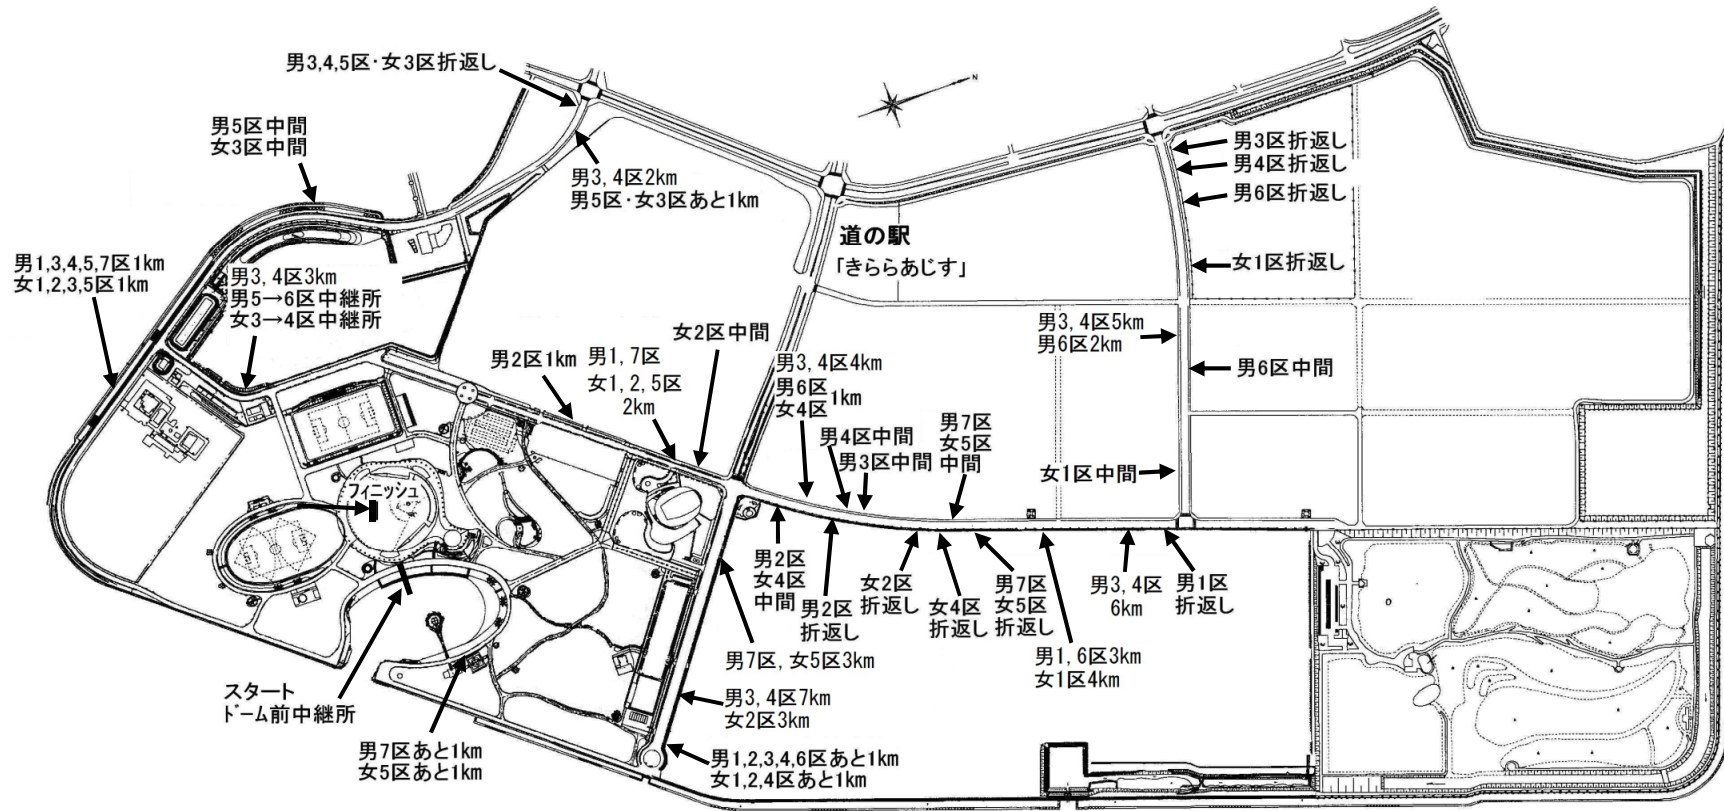 男3,4,5区・女3区折返し
N
男5区中間
女3区中間
男3区折返し
男4区折返し
男6区折返し
男3, 4区2km
男5区・女3区あと1km
道の駅
「きららあじす」
女1区折返し
男1,3,4,5,7区1km
女1,2,3,5区1km
男3, 4区3km
男5→6区中継所
女3→4区中継所
女2区中間
男3, 4区5km
男6区2km
男2区1km
男1, 7区
女1, 2, 5区
2km
男3, 4区4km
男6区
女4区
1km
男6区中間
男4区中間
男3区中間
男7区
女5区
中間
女1区中間
フィニッシュ
男2区
女4区
中間
男2区
折返し
女2区
折返し
女4区
折返し
男7区
女5区
折返し
男3, 4区
6km
男1区
折返し
男7区, 女5区3km
男1, 6区3km
女1区4km
スタート
ドーム前中継所
男3, 4区7km
女2区3km
男7区あと1km
女5区あと1km
男1,2,3,4,6区あと1km
女1,2,4区あと1km